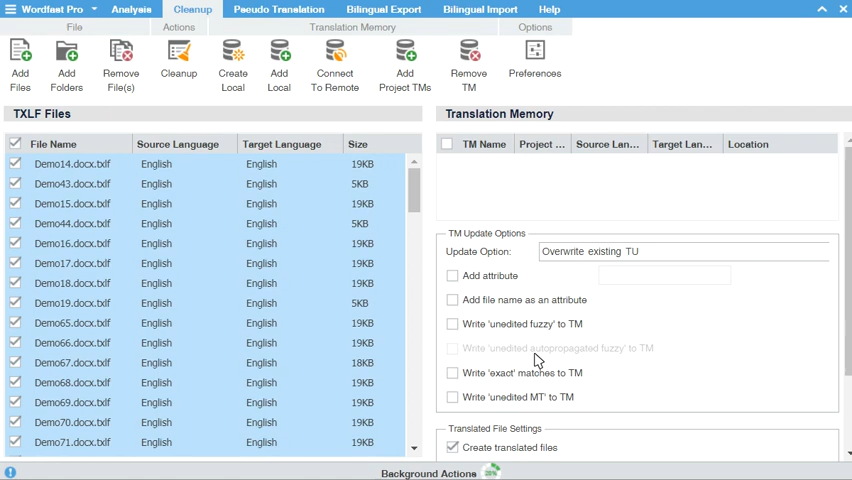 Wordfast Pro Analysis Cleanup Pseudo Translation Bilingual Export Bilingual Import Help
File Actions Translation Memory Options
Add Files
Add Folders
Remove File(s)
Cleanup
Create Local
Add Local
Connect To Remote
Add Project TMs
Remove TM
Preferences
TXLF Files
File Name Source Language Target Language Size
Demo14.docx.txlf English English 19KB
Demo43.docx.txlf English English 5KB
Demo15.docx.txlf English English 19KB
Demo44.docx.txlf English English 5KB
Demo16.docx.txlf English English 19KB
Demo17.docx.txlf English English 19KB
Demo18.docx.txlf English English 19KB
Demo19.docx.txlf English English 5KB
Demo65.docx.txlf English English 19KB
Demo66.docx.txlf English English 19KB
Demo67.docx.txlf English English 18KB
Demo68.docx.txlf English English 19KB
Demo69.docx.txlf English English 19KB
Demo70.docx.txlf English English 19KB
Demo71.docx.txlf English English 19KB
Translation Memory
TM Name Project ... Source Lan... Target Lan... Location
TM Update Options
Update Option: Overwrite existing TU
Add attribute
Add file name as an attribute
Write 'unedited fuzzy' to TM
Write 'unedited autopropagated fuzzy' to TM
Write 'exact' matches to TM
Write 'unedited MT' to TM
Translated File Settings
Create translated files
Background Actions